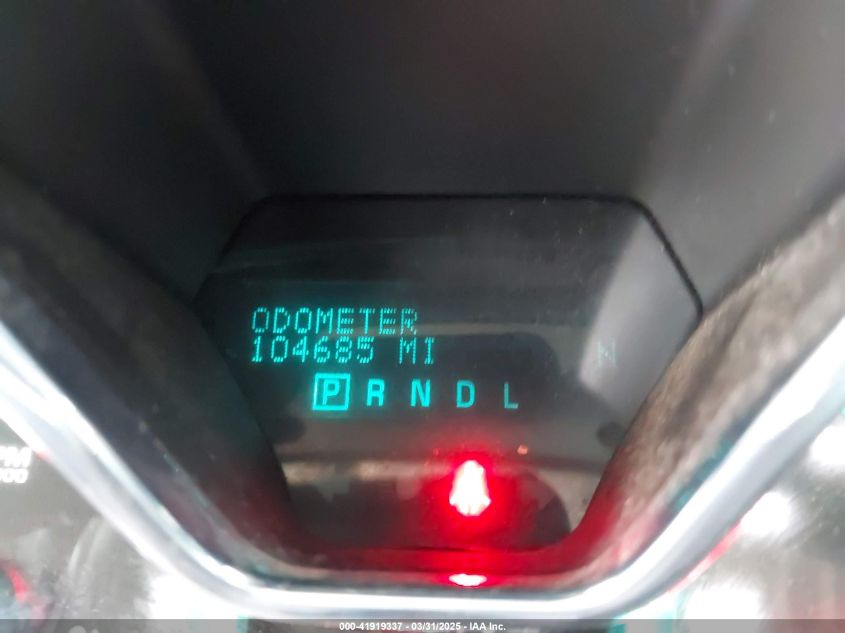 ODOMETER
104685 MI
N
P R N D L
000-41919337 - 03/31/2025 - IAA Inc.